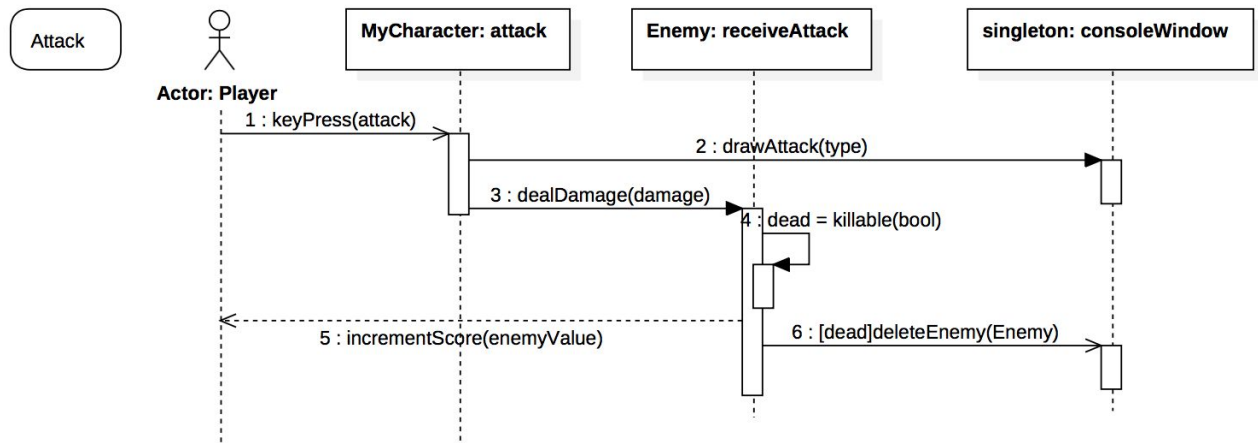 Attack
MyCharacter: attack
Enemy: receiveAttack
singleton: consoleWindow
Actor: Player
1 : keyPress(attack)
2 : drawAttack(type)
3 : dealDamage(damage)
4 : dead = killable(bool)
5 : incrementScore(enemyValue)
6 : [dead]deleteEnemy(Enemy)